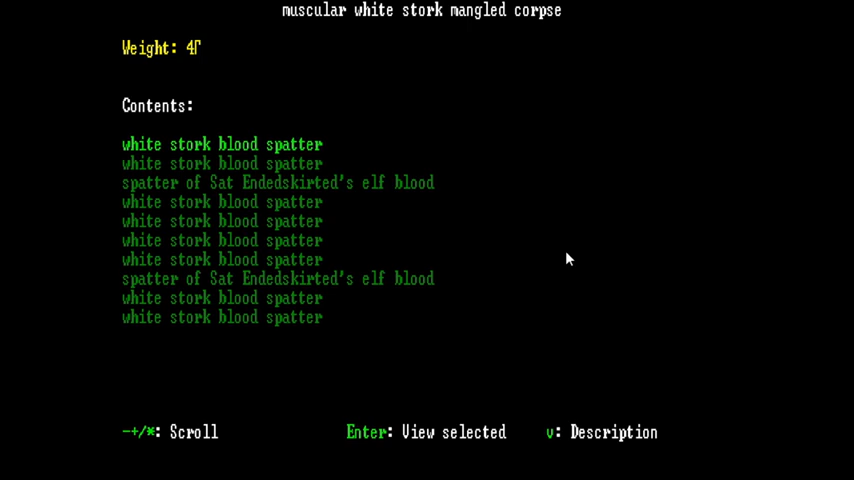 muscular white stork mangled corpse
Weight: 4Γ
Contents:
white stork blood spatter
white stork blood spatter
spatter of Sat Endedskirted's elf blood
white stork blood spatter
white stork blood spatter
white stork blood spatter
white stork blood spatter
spatter of Sat Endedskirted's elf blood
white stork blood spatter
white stork blood spatter
-+/*: Scroll Enter: View selected v: Description